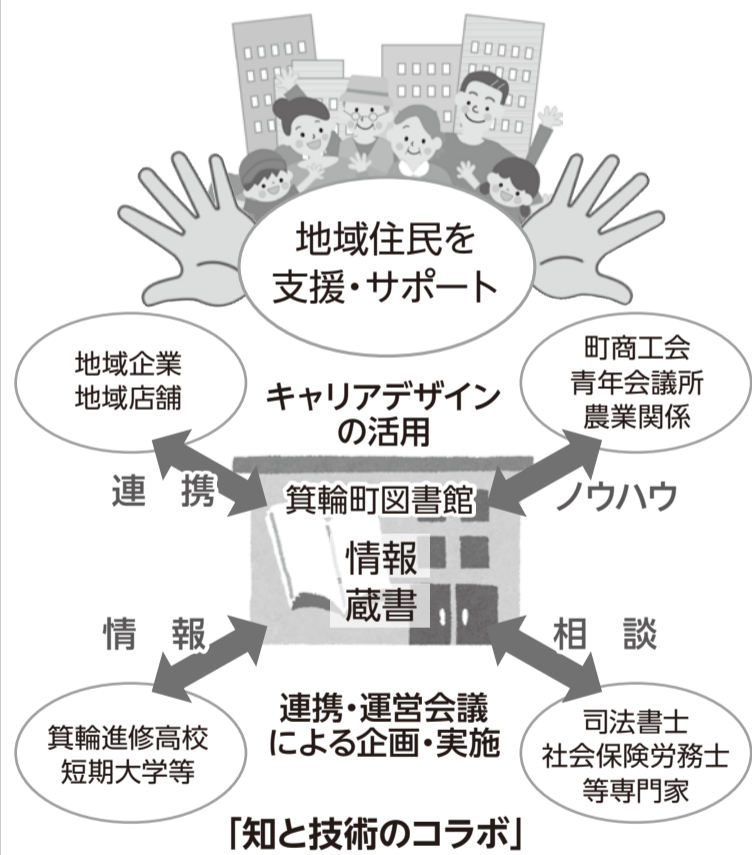 地域住民を
支援・サポート
地域企業
地域店舗
町商工会
青年会議所
農業関係
キャリアデザイン
の活用
連　携
箕輪町図書館
ノウハウ
情報
蔵書
情　報
相　談
箕輪進修高校
短期大学等
連携・運営会議
による企画・実施
司法書士
社会保険労務士
等専門家
「知と技術のコラボ」